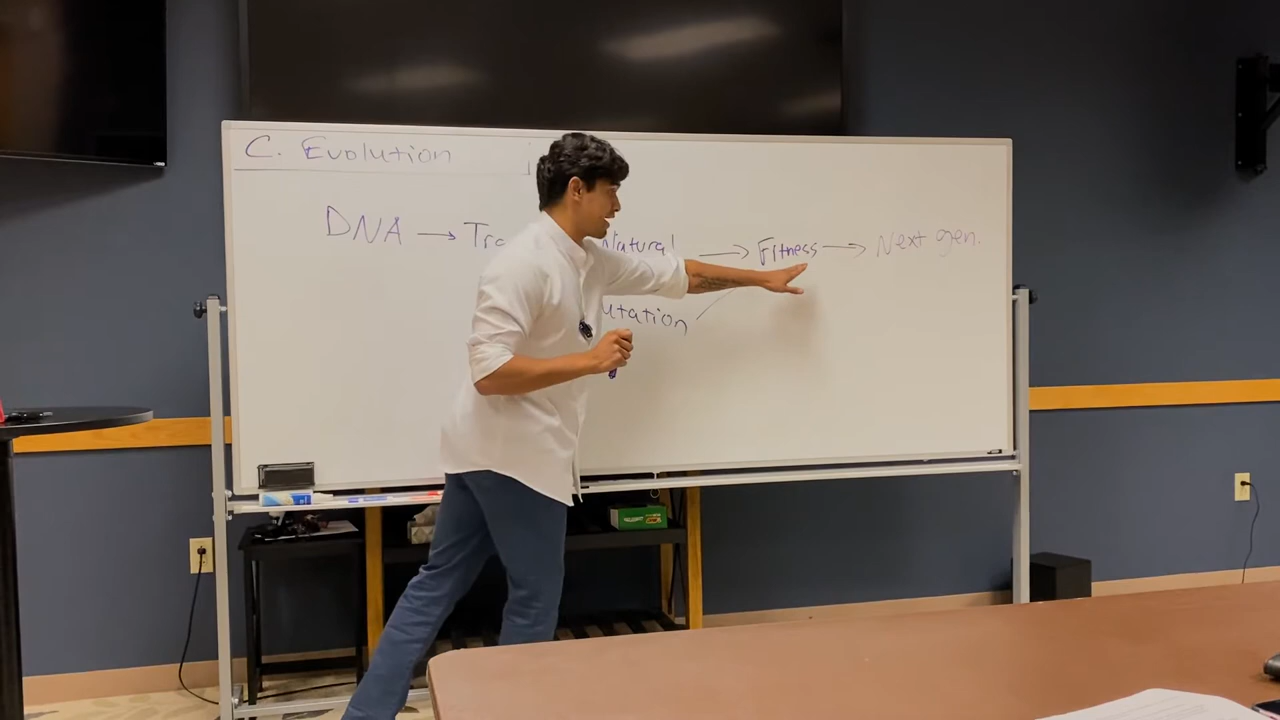 C. Evolution
DNA → Tra Natural → Fitness → Next gen.
utation